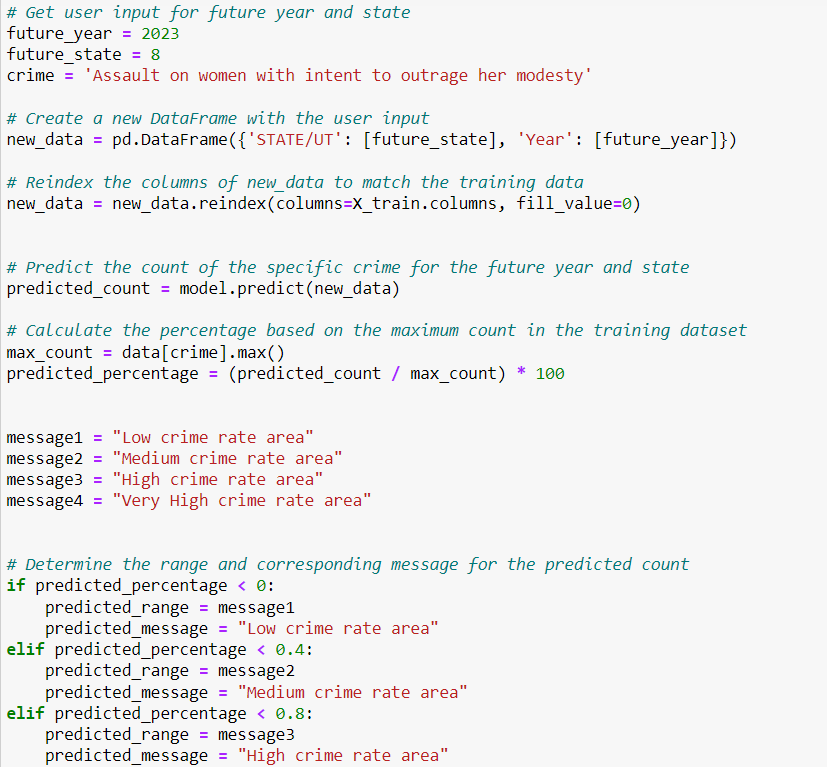 # Get user input for future year and state
future_year = 2023
future_state = 8
crime = 'Assault on women with intent to outrage her modesty'

# Create a new DataFrame with the user input
new_data = pd.DataFrame({'STATE/UT': [future_state], 'Year': [future_year]})

# Reindex the columns of new_data to match the training data
new_data = new_data.reindex(columns=X_train.columns, fill_value=0)


# Predict the count of the specific crime for the future year and state
predicted_count = model.predict(new_data)

# Calculate the percentage based on the maximum count in the training dataset
max_count = data[crime].max()
predicted_percentage = (predicted_count / max_count) * 100


message1 = "Low crime rate area"
message2 = "Medium crime rate area"
message3 = "High crime rate area"
message4 = "Very High crime rate area"


# Determine the range and corresponding message for the predicted count
if predicted_percentage < 0:
    predicted_range = message1
    predicted_message = "Low crime rate area"
elif predicted_percentage < 0.4:
    predicted_range = message2
    predicted_message = "Medium crime rate area"
elif predicted_percentage < 0.8:
    predicted_range = message3
    predicted_message = "High crime rate area"